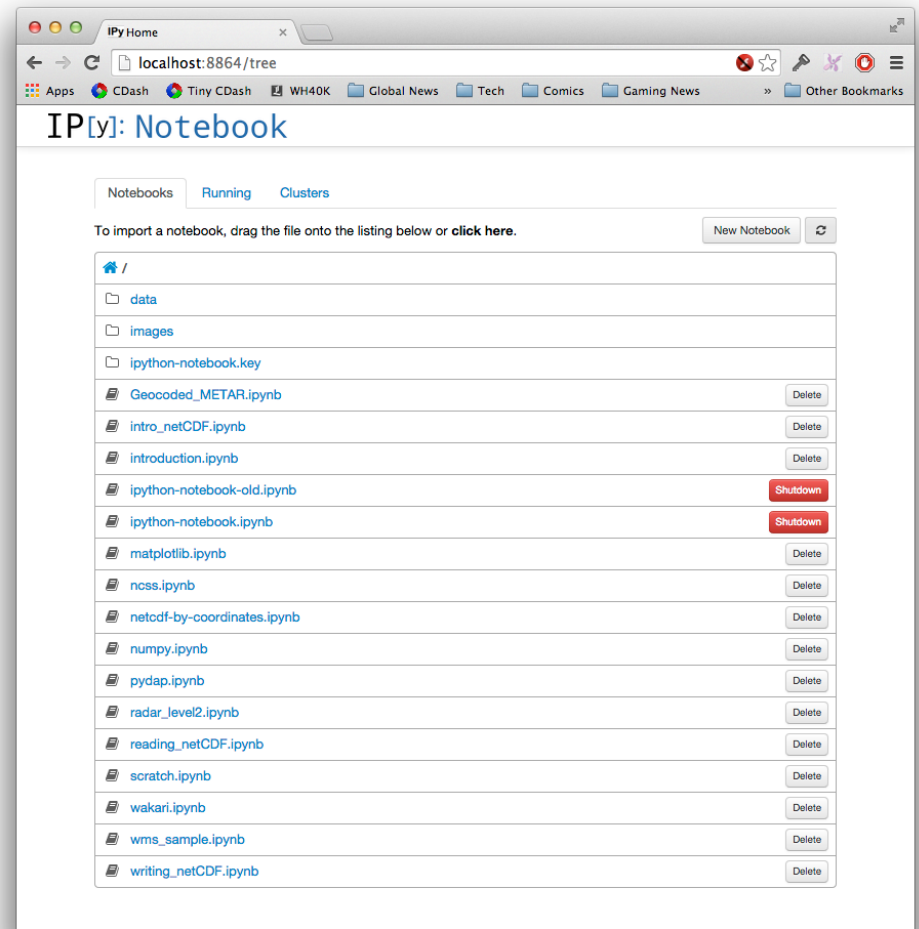 IPy Home
localhost:8864/tree
Apps CDash Tiny CDash WH40K Global News Tech Comics Gaming News » Other Bookmarks
IP[y]: Notebook
Notebooks Running Clusters
To import a notebook, drag the file onto the listing below or click here. New Notebook
/
data
images
ipython-notebook.key
Geocoded_METAR.ipynb Delete
intro_netCDF.ipynb Delete
introduction.ipynb Delete
ipython-notebook-old.ipynb Shutdown
ipython-notebook.ipynb Shutdown
matplotlib.ipynb Delete
ncss.ipynb Delete
netcdf-by-coordinates.ipynb Delete
numpy.ipynb Delete
pydap.ipynb Delete
radar_level2.ipynb Delete
reading_netCDF.ipynb Delete
scratch.ipynb Delete
wakari.ipynb Delete
wms_sample.ipynb Delete
writing_netCDF.ipynb Delete